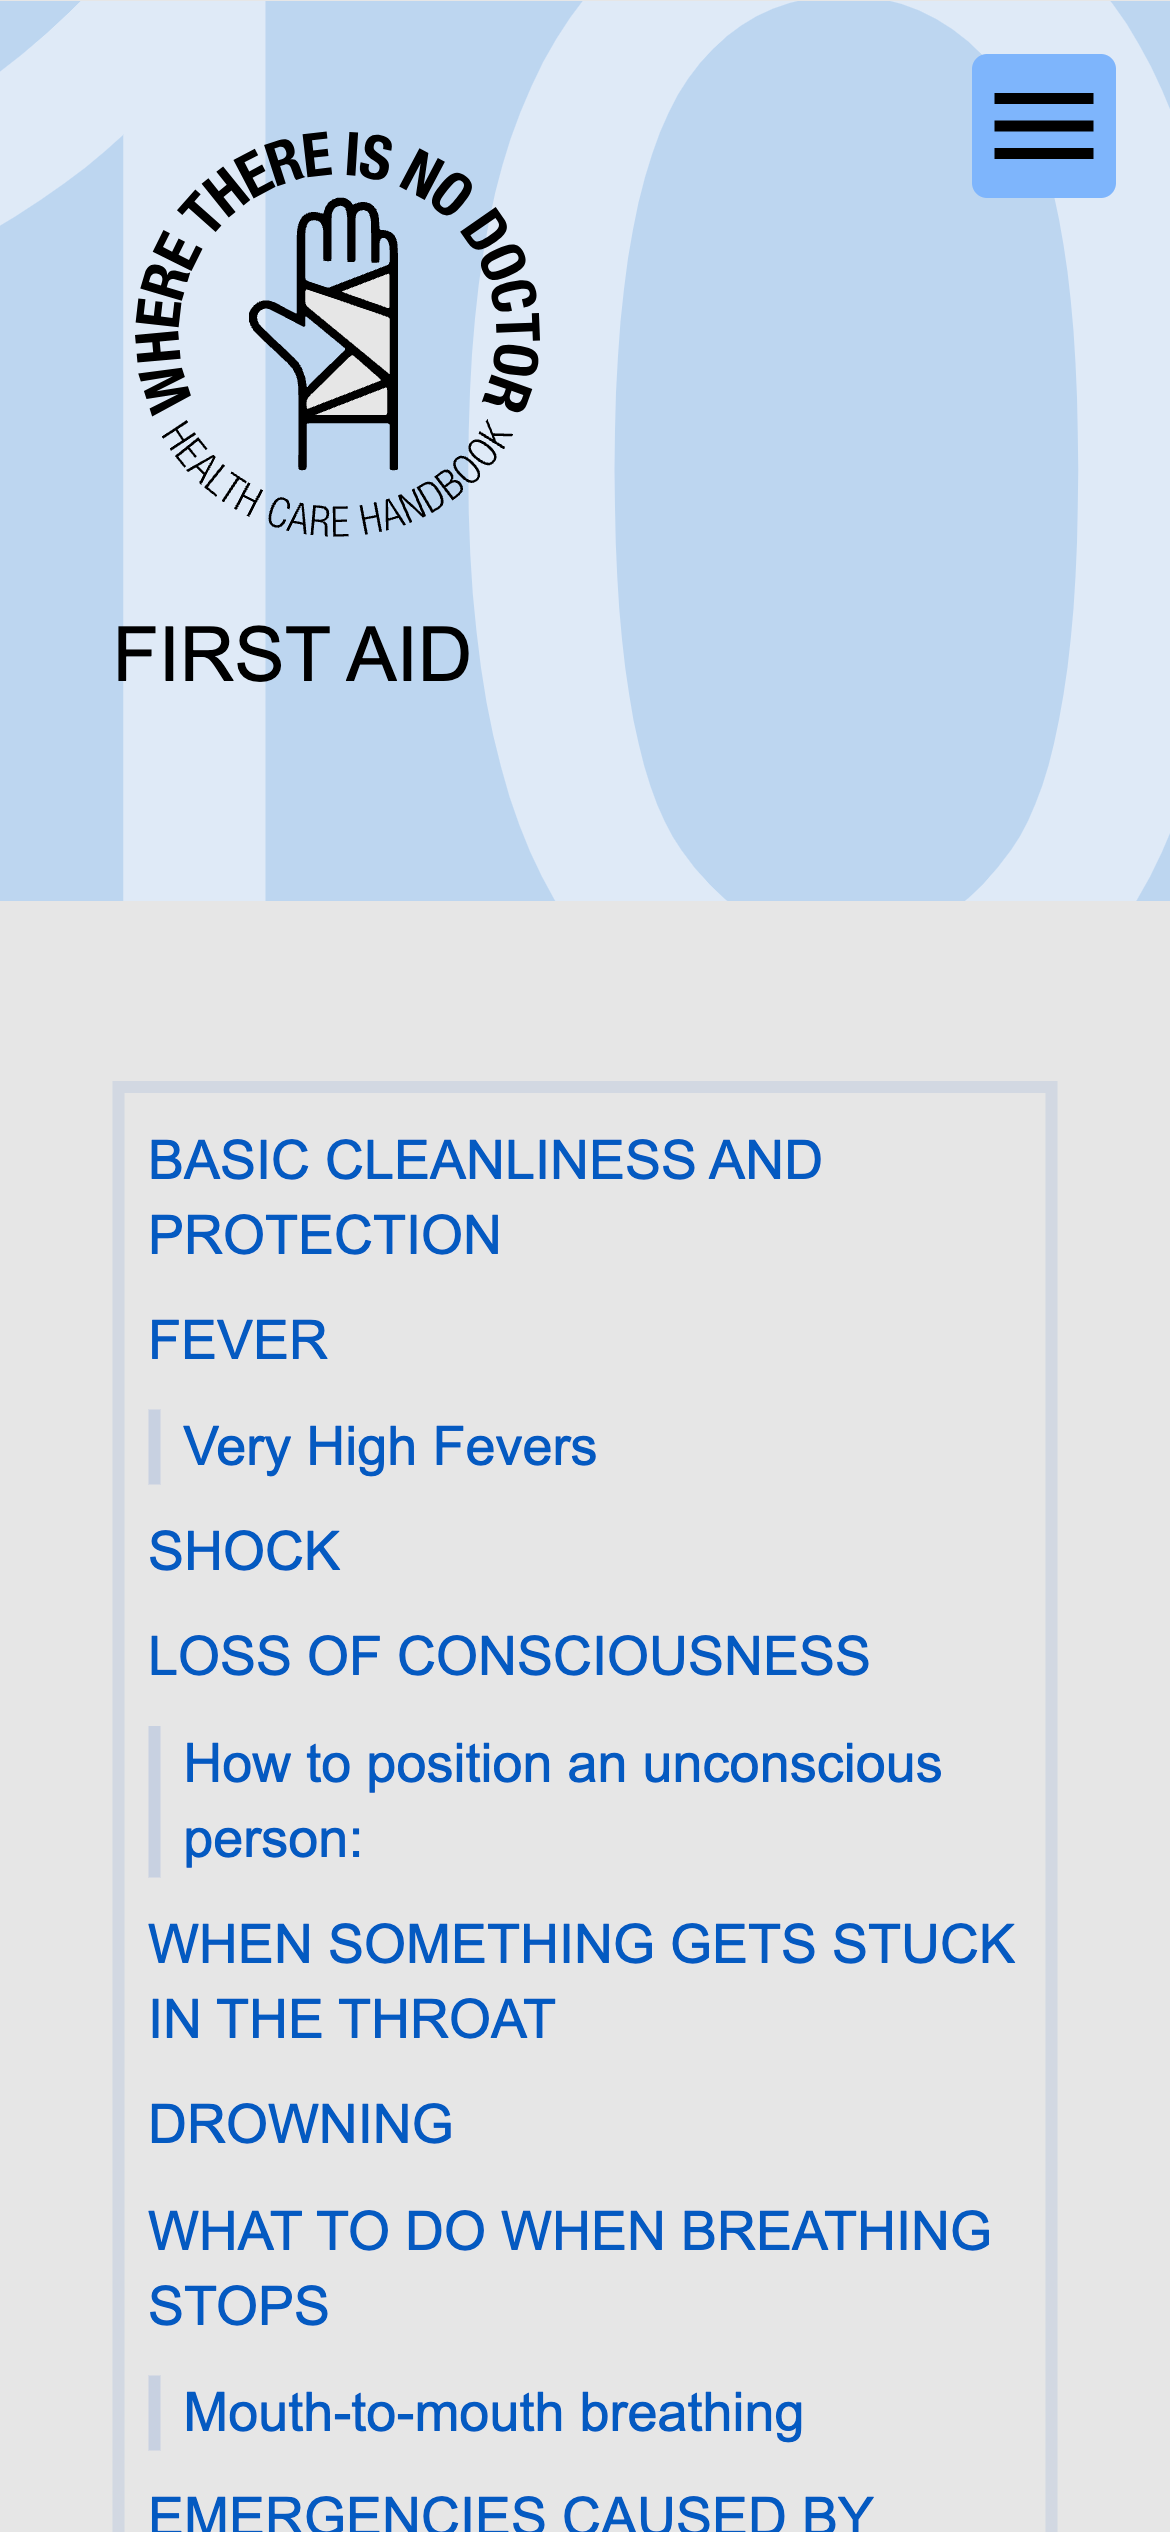 10
WHERE THERE IS NO DOCTOR
HEALTH CARE HANDBOOK
FIRST AID
BASIC CLEANLINESS AND
PROTECTION
FEVER
Very High Fevers
SHOCK
LOSS OF CONSCIOUSNESS
How to position an unconscious
person:
WHEN SOMETHING GETS STUCK
IN THE THROAT
DROWNING
WHAT TO DO WHEN BREATHING
STOPS
Mouth-to-mouth breathing
EMERGENCIES CAUSED BY